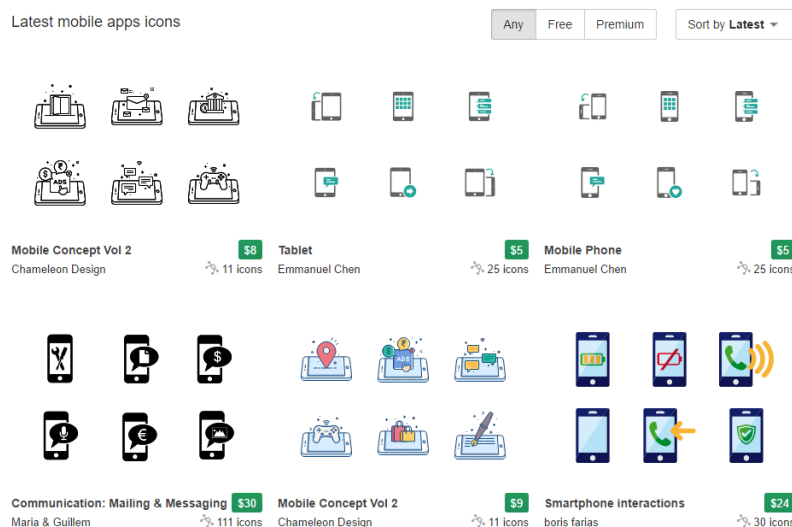 Latest mobile apps icons
Any Free Premium Sort by Latest
ADS
Mobile Concept Vol 2 $8
Chameleon Design 11 icons
Tablet $5
Emmanuel Chen 25 icons
Mobile Phone $5
Emmanuel Chen 25 icons
ADS
Communication: Mailing & Messaging $30
Maria & Guillem 111 icons
Mobile Concept Vol 2 $9
Chameleon Design 11 icons
Smartphone interactions $24
boris farias 30 icons